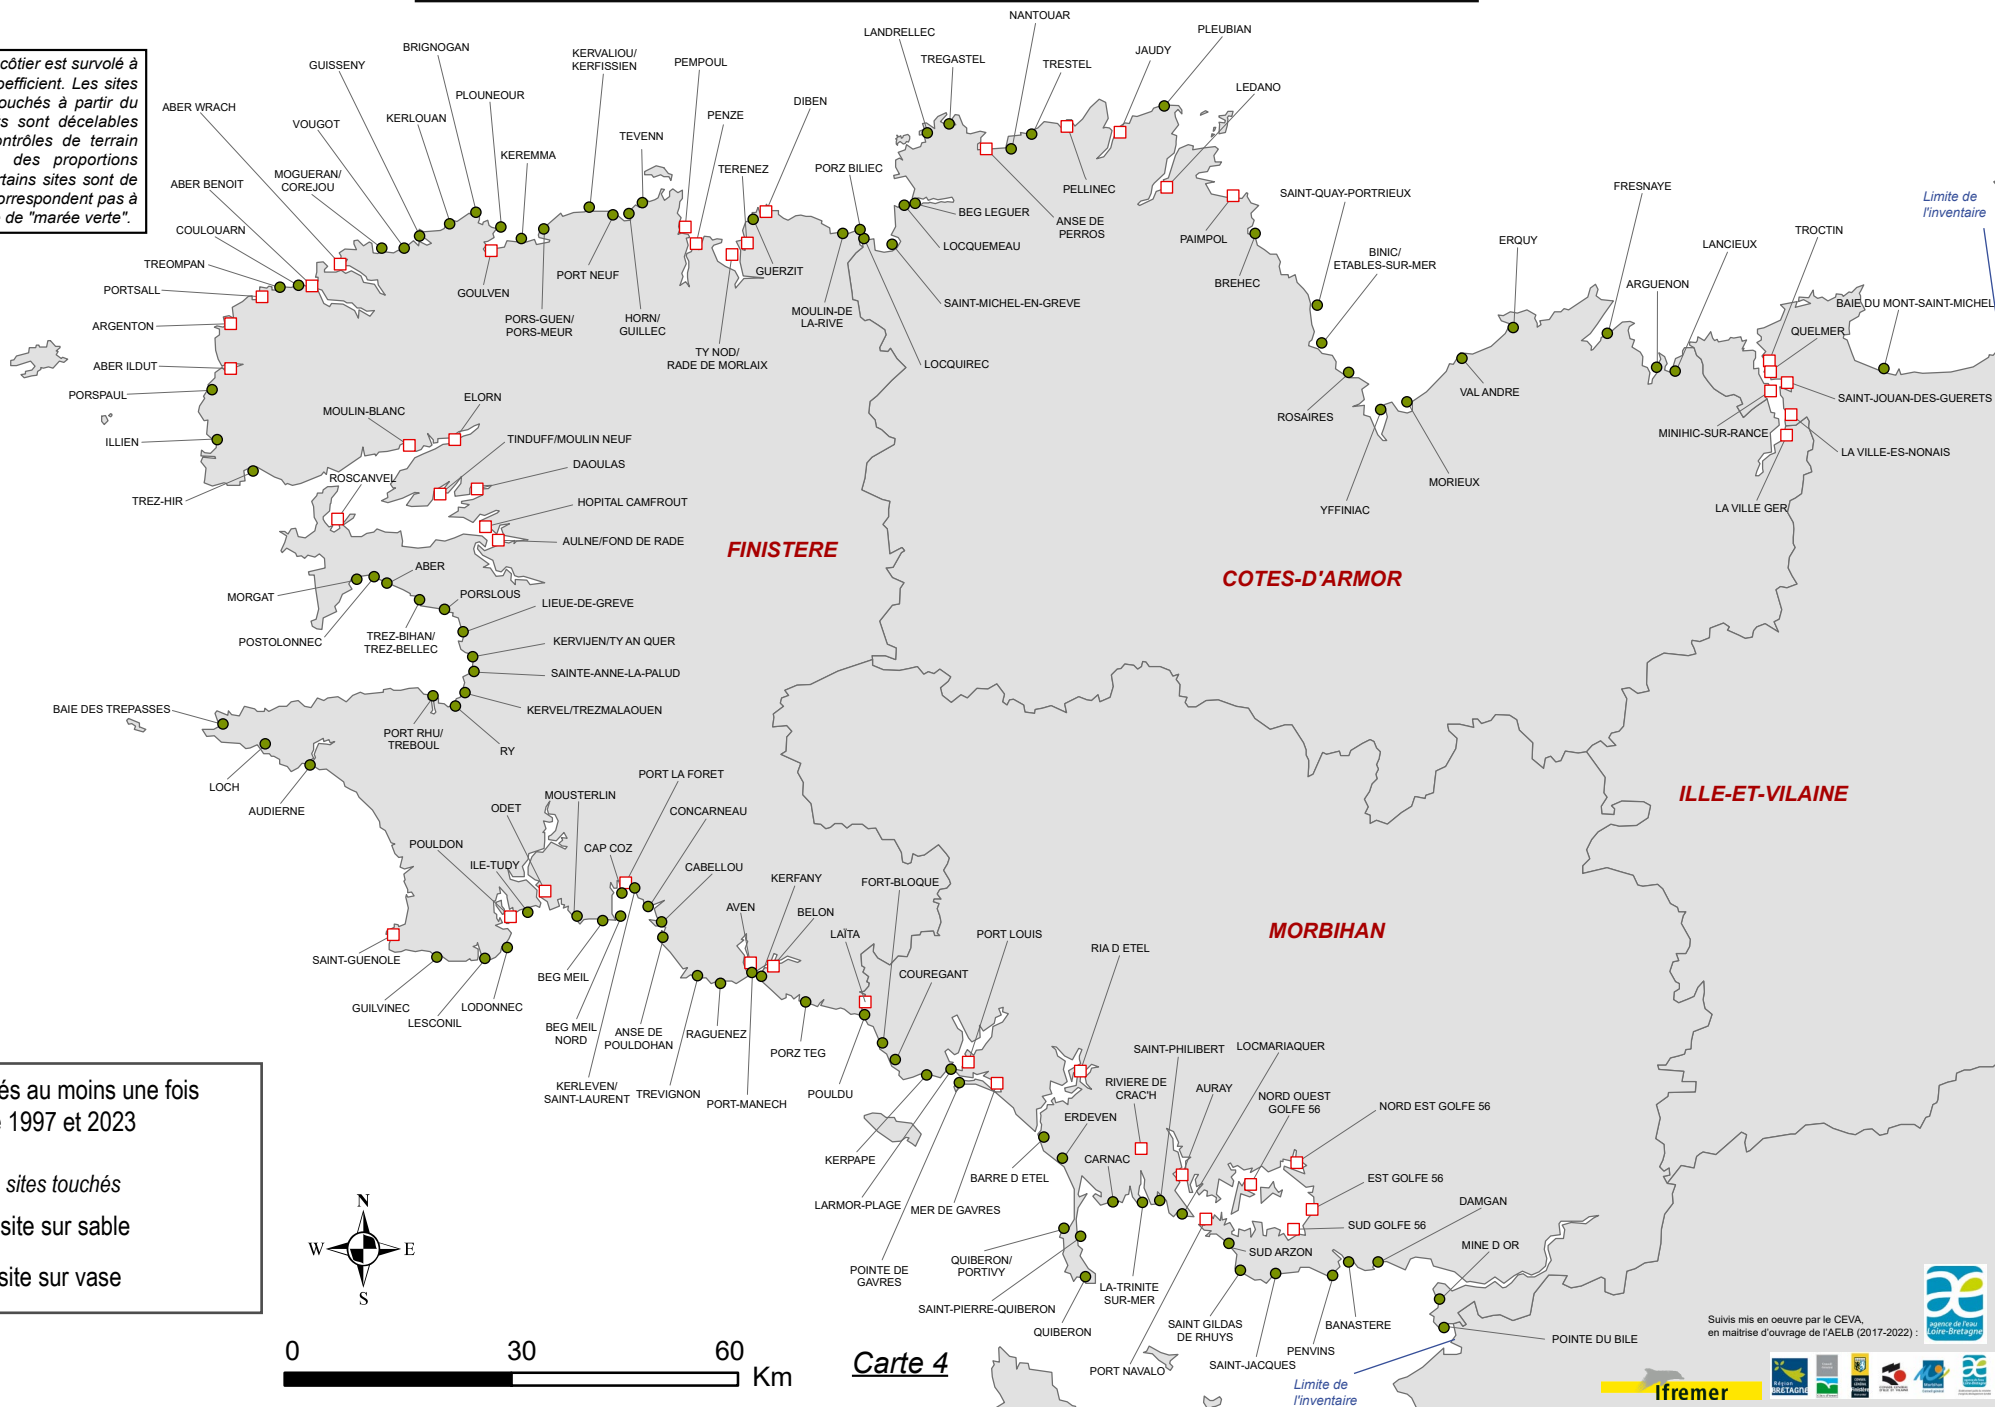 côtier est survolé à
oefficient. Les sites
ouchés à partir du
s sont décelables
ontrôles de terrain
des proportions
rtains sites sont de
orrespondent pas à
de "marée verte".
NANTOUAR
LANDRELLEC
PLEUBIAN
TREGASTEL
JAUDY
TRESTEL
LEDANO
BRIGNOGAN
KERVALIOU/
KERFISSIEN
PEMPOUL
GUISSENY
PLOUNEOUR
DIBEN
ABER WRACH
KERLOUAN
PENZE
VOUGOT
TEVENN
KEREMMA
TERENEZ
PORZ BILIEC
MOGUERAN/
COREJOU
ABER BENOIT
COULOUARN
TREOMPAN
PORTSALL
ARGENTON
ABER ILDUT
PORSPAUL
ILLIEN
TREZ-HIR
GOULVEN
PORT NEUF
PORS-GUEN/
PORS-MEUR
HORN/
GUILLEC
TY NOD/
RADE DE MORLAIX
GUERZIT
MOULIN-DE
LA-RIVE
LOCQUIREC
SAINT-MICHEL-EN-GREVE
LOCQUEMEAU
BEG LEGUER
ANSE DE
PERROS
PELLINEC
PAIMPOL
BREHEC
SAINT-QUAY-PORTRIEUX
BINIC/
ETABLES-SUR-MER
ROSAIRES
YFFINIAC
MORIEUX
VAL ANDRE
ERQUY
FRESNAYE
ARGUENON
LANCIEUX
TROCTIN
Limite de
l'inventaire
BAIE DU MONT-SAINT-MICHEL
QUELMER
SAINT-JOUAN-DES-GUERETS
MINIHIC-SUR-RANCE
LA VILLE-ES-NONAIS
LA VILLE GER
MOULIN-BLANC
ELORN
TINDUFF/MOULIN NEUF
DAOULAS
ROSCANVEL
HOPITAL CAMFROUT
AULNE/FOND DE RADE
FINISTERE
COTES-D'ARMOR
ILLE-ET-VILAINE
MORBIHAN
ABER
MORGAT
PORSLOUS
POSTOLONNEC
TREZ-BIHAN/
TREZ-BELLEC
LIEUE-DE-GREVE
KERVIJEN/TY AN QUER
SAINTE-ANNE-LA-PALUD
KERVEL/TREZMALAOUEN
BAIE DES TREPASSES
PORT RHU/
TREBOUL
RY
LOCH
AUDIERNE
PORT LA FORET
MOUSTERLIN
ODET
CONCARNEAU
POULDON
ILE-TUDY
CAP COZ
CABELLOU
KERFANY
FORT-BLOQUE
AVEN
BELON
LAÏTA
PORT LOUIS
RIA D ETEL
COUREGANT
SAINT-GUENOLE
GUILVINEC
LESCONIL
LODONNEC
BEG MEIL
BEG MEIL
NORD
ANSE DE
POULDOHAN
RAGUENEZ
KERLEVEN/
SAINT-LAURENT
TREVIGNON
PORT-MANECH
PORZ TEG
POULDU
KERPAPE
LARMOR-PLAGE
POINTE DE
GAVRES
MER DE GAVRES
BARRE D ETEL
ERDEVEN
CARNAC
SAINT-PHILIBERT
LOCMARIAQUER
RIVIERE DE
CRAC'H
AURAY
NORD OUEST
GOLFE 56
NORD EST GOLFE 56
EST GOLFE 56
SUD GOLFE 56
DAMGAN
MINE D OR
SUD ARZON
QUIBERON/
PORTIVY
SAINT-PIERRE-QUIBERON
QUIBERON
LA-TRINITE
SUR-MER
PORT NAVALO
SAINT GILDAS
DE RHUYS
SAINT-JACQUES
PENVINS
BANASTERE
POINTE DU BILE
Limite de
l'inventaire
és au moins une fois
1997 et 2023
sites touchés
site sur sable
site sur vase
N
W E
S
0 30 60
Km
Carte 4
Suivis mis en oeuvre par le CEVA,
en maitrise d'ouvrage de l'AELB (2017-2022) :
agence de l'eau
Loire-Bretagne
Ifremer
Région
BRETAGNE